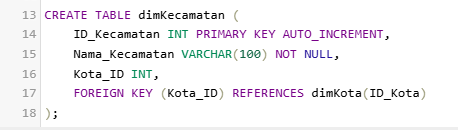 13 CREATE TABLE dimKecamatan (
14     ID_Kecamatan INT PRIMARY KEY AUTO_INCREMENT,
15     Nama_Kecamatan VARCHAR(100) NOT NULL,
16     Kota_ID INT,
17     FOREIGN KEY (Kota_ID) REFERENCES dimKota(ID_Kota)
18 );